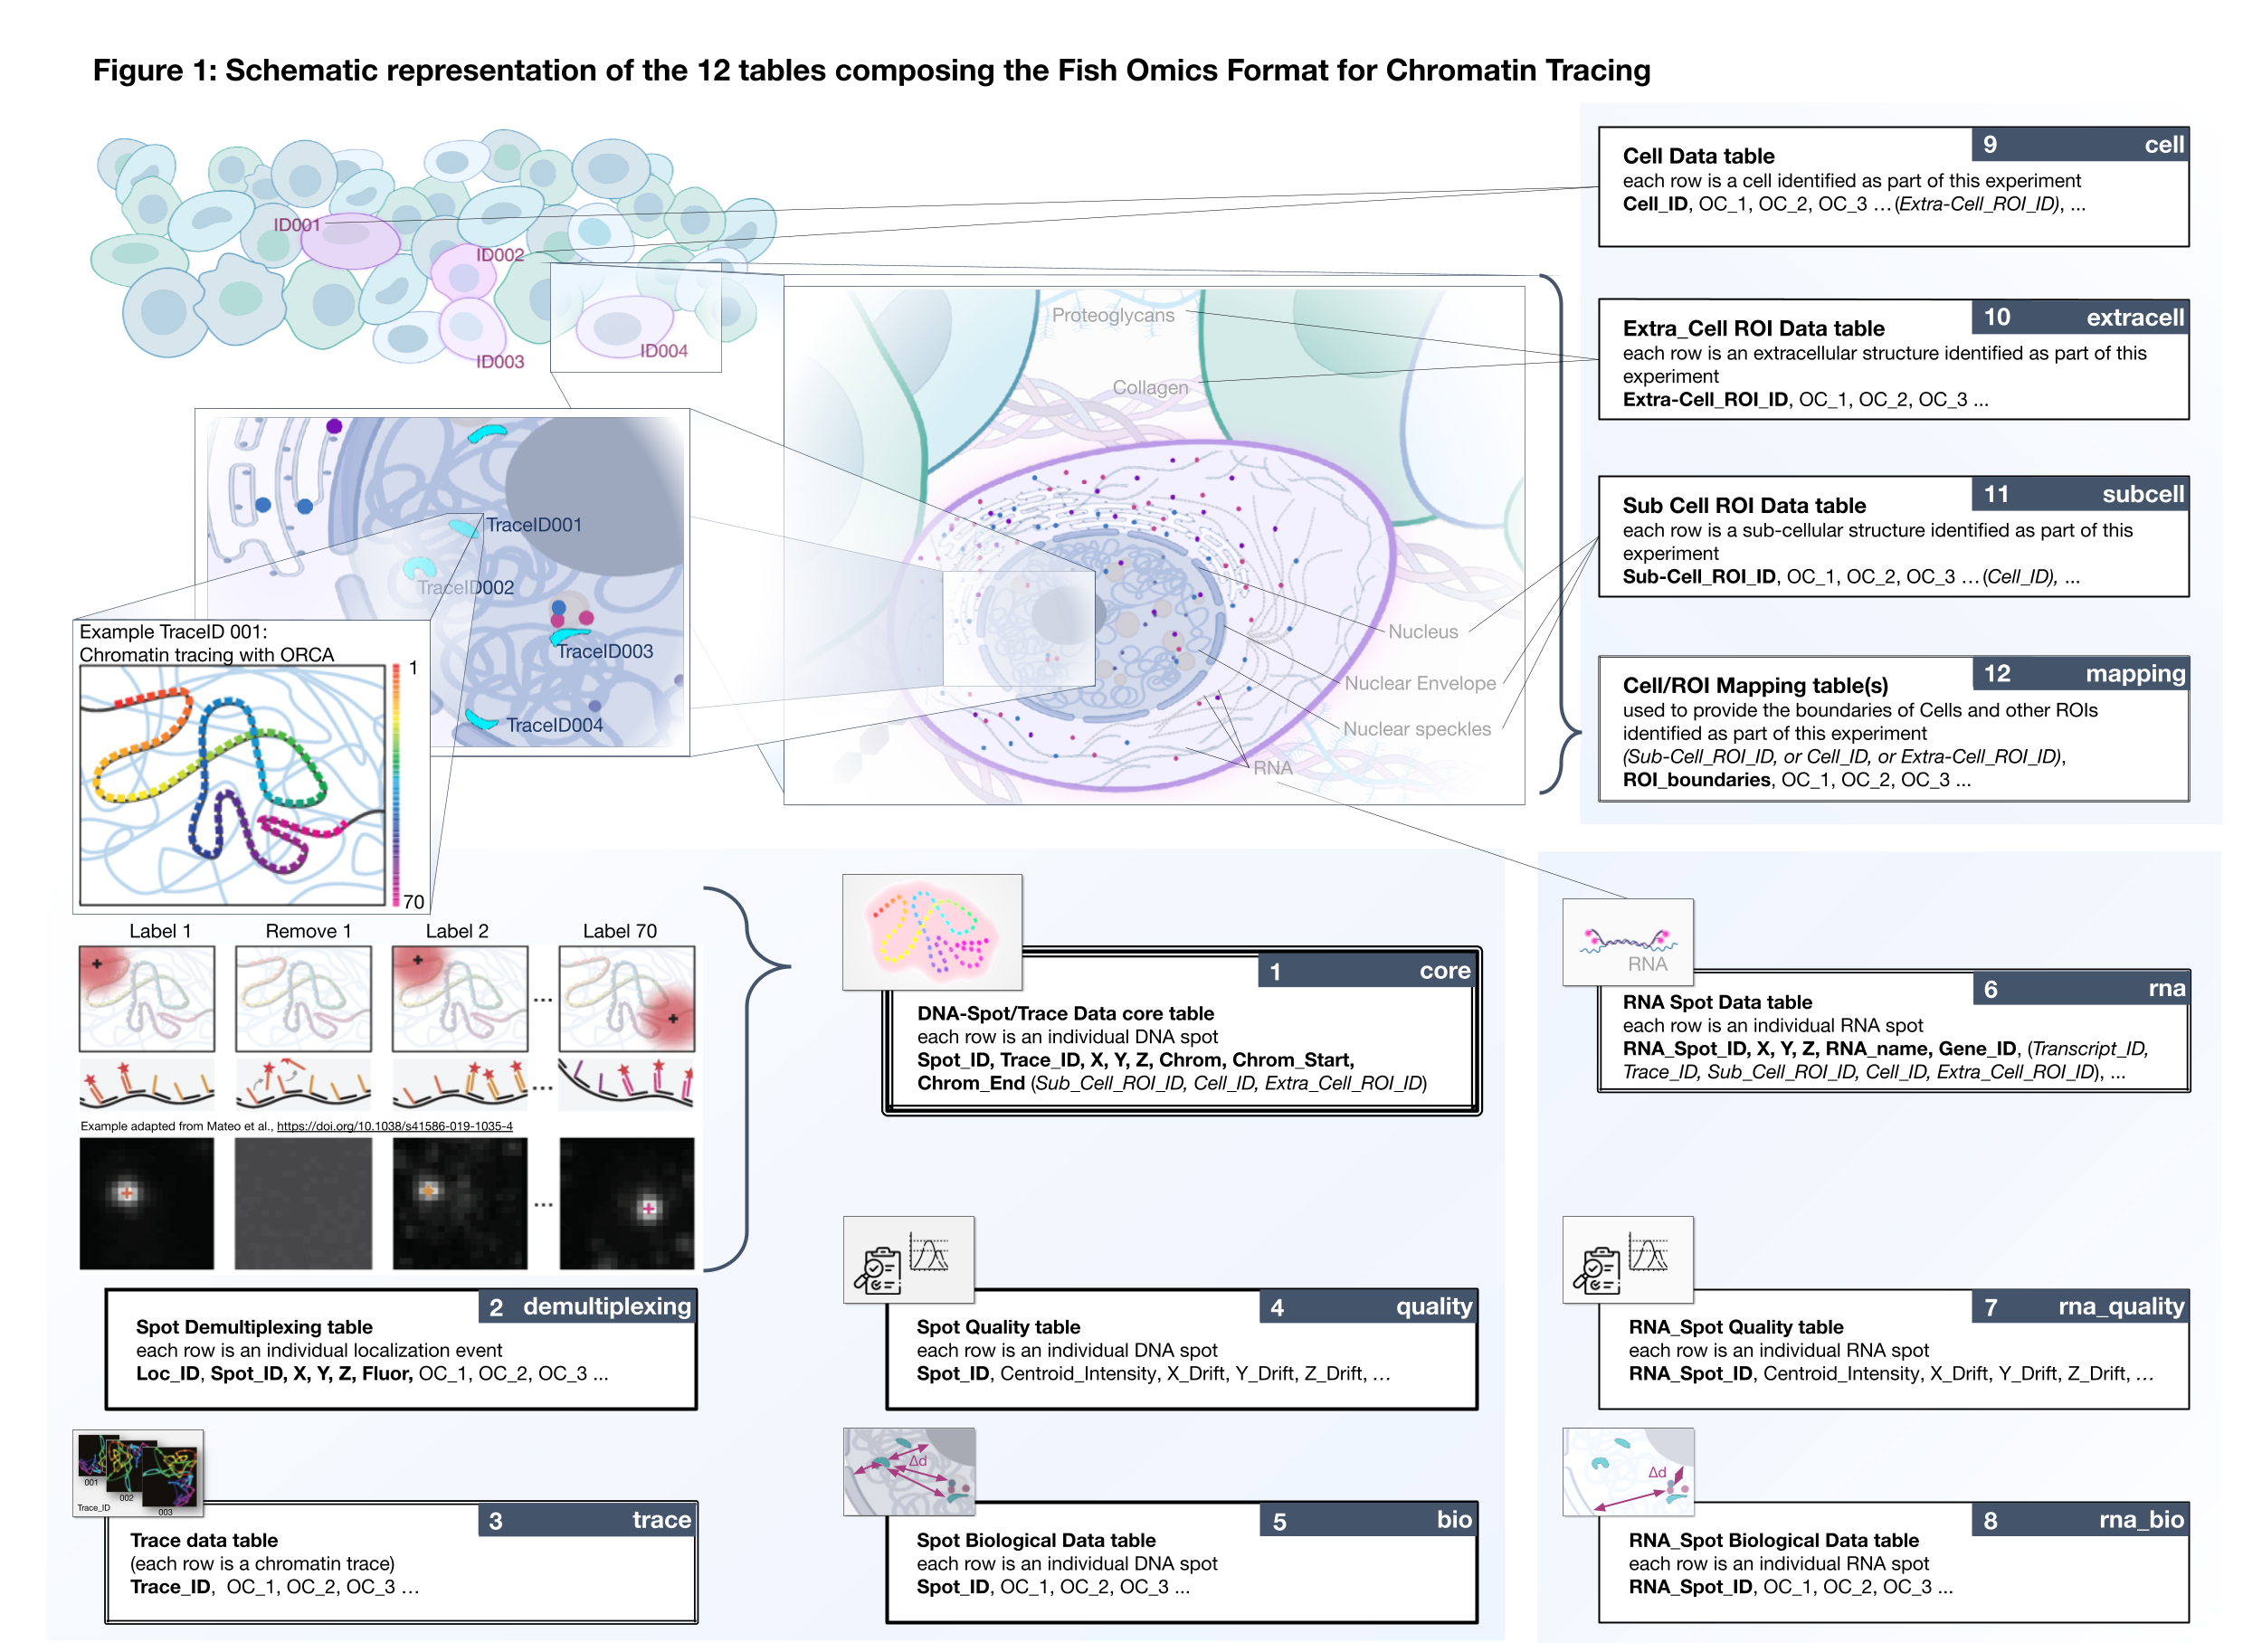 Figure 1: Schematic representation of the 12 tables composing the Fish Omics Format for Chromatin Tracing
ID001
ID002
ID003
ID004
Proteoglycans
Collagen
Nucleus
Nuclear Envelope
Nuclear speckles
RNA
TraceID001
TraceID002
TraceID003
TraceID004
Example TraceID 001:
Chromatin tracing with ORCA
1
70
Label 1
Remove 1
Label 2
Label 70
...
...
Example adapted from Mateo et al., https://doi.org/10.1038/s41586-019-1035-4
...
9 cell
Cell Data table
each row is a cell identified as part of this experiment
Cell_ID, OC_1, OC_2, OC_3 ... (Extra-Cell_ROI_ID), ...
10 extracell
Extra_Cell ROI Data table
each row is an extracellular structure identified as part of this
experiment
Extra-Cell_ROI_ID, OC_1, OC_2, OC_3 ...
11 subcell
Sub Cell ROI Data table
each row is a sub-cellular structure identified as part of this
experiment
Sub-Cell_ROI_ID, OC_1, OC_2, OC_3 ... (Cell_ID), ...
12 mapping
Cell/ROI Mapping table(s)
used to provide the boundaries of Cells and other ROIs
identified as part of this experiment
(Sub-Cell_ROI_ID, or Cell_ID, or Extra-Cell_ROI_ID),
ROI_boundaries, OC_1, OC_2, OC_3 ...
1 core
DNA-Spot/Trace Data core table
each row is an individual DNA spot
Spot_ID, Trace_ID, X, Y, Z, Chrom, Chrom_Start,
Chrom_End (Sub_Cell_ROI_ID, Cell_ID, Extra_Cell_ROI_ID)
RNA
6 rna
RNA Spot Data table
each row is an individual RNA spot
RNA_Spot_ID, X, Y, Z, RNA_name, Gene_ID, (Transcript_ID,
Trace_ID, Sub_Cell_ROI_ID, Cell_ID, Extra_Cell_ROI_ID), ...
2 demultiplexing
Spot Demultiplexing table
each row is an individual localization event
Loc_ID, Spot_ID, X, Y, Z, Fluor, OC_1, OC_2, OC_3 ...
4 quality
Spot Quality table
each row is an individual DNA spot
Spot_ID, Centroid_Intensity, X_Drift, Y_Drift, Z_Drift, ...
7 rna_quality
RNA_Spot Quality table
each row is an individual RNA spot
RNA_Spot_ID, Centroid_Intensity, X_Drift, Y_Drift, Z_Drift, ...
001
002
003
Trace_ID
3 trace
Trace data table
(each row is a chromatin trace)
Trace_ID, OC_1, OC_2, OC_3 ...
Δd
5 bio
Spot Biological Data table
each row is an individual DNA spot
Spot_ID, OC_1, OC_2, OC_3 ...
Δd
8 rna_bio
RNA_Spot Biological Data table
each row is an individual RNA spot
RNA_Spot_ID, OC_1, OC_2, OC_3 ...